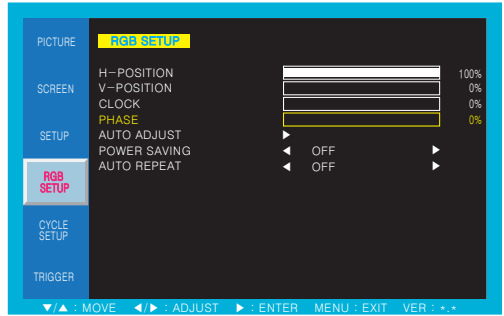 PICTURE
SCREEN
SETUP
RGB
SETUP
CYCLE
SETUP
TRIGGER
RGB SETUP
H-POSITION 100%
V-POSITION 0%
CLOCK 0%
PHASE 0%
AUTO ADJUST ▶
POWER SAVING ◀ OFF ▶
AUTO REPEAT ◀ OFF ▶
▼/▲ : MOVE ◀/▶ : ADJUST ▶ : ENTER MENU : EXIT VER : *.*